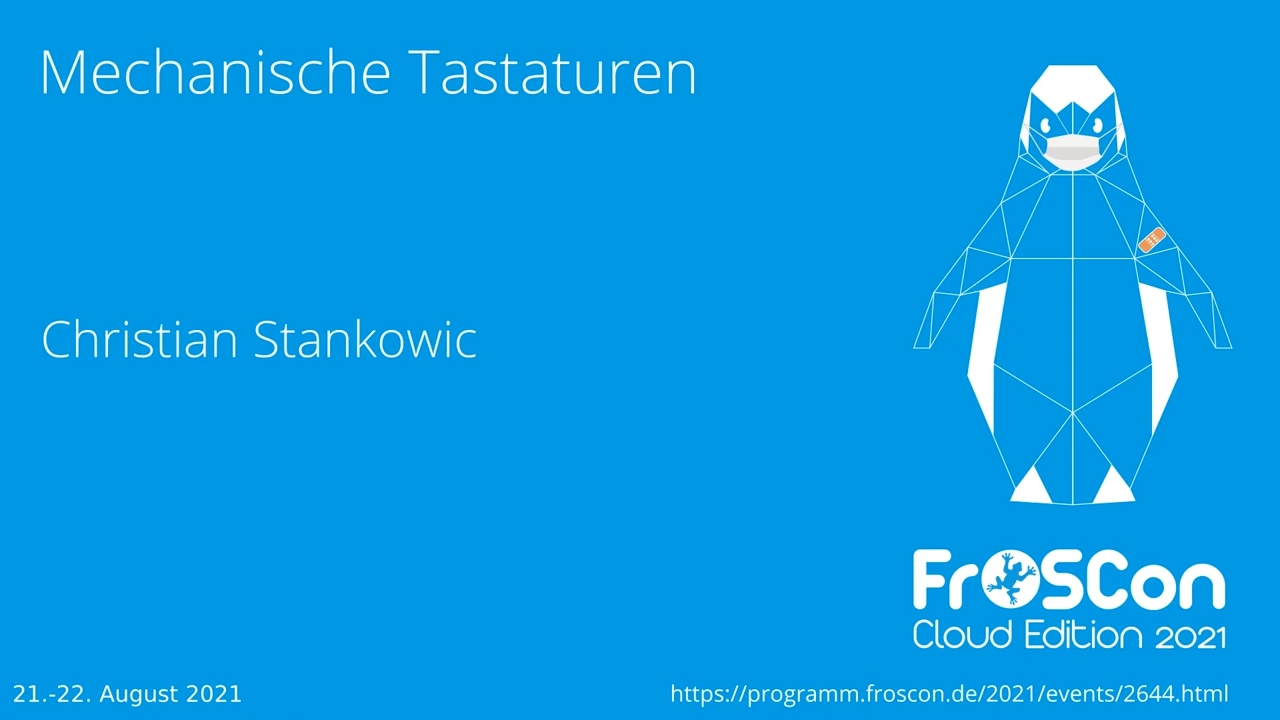 Mechanische Tastaturen
Christian Stankowic
FrOSCon
Cloud Edition 2021
21.-22. August 2021
https://programm.froscon.de/2021/events/2644.html